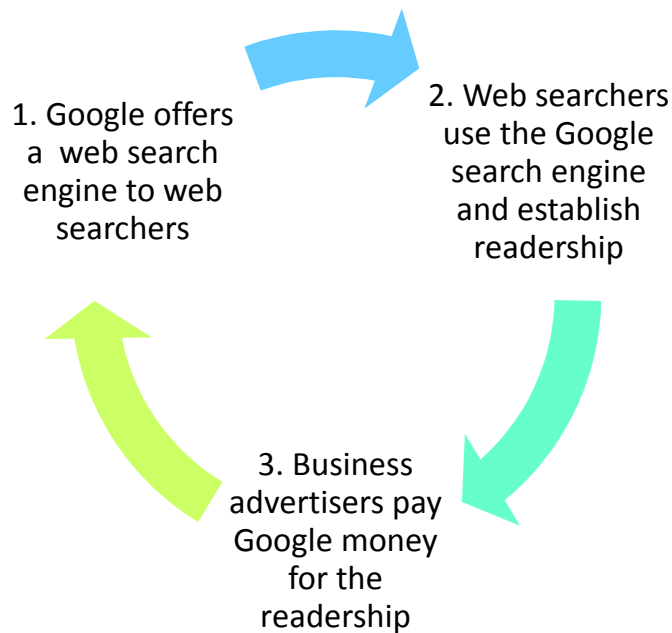 1. Google offers
a  web search
engine to web
searchers
2. Web searchers
use the Google
search engine
and establish
readership
3. Business
advertisers pay
Google money
for the
readership